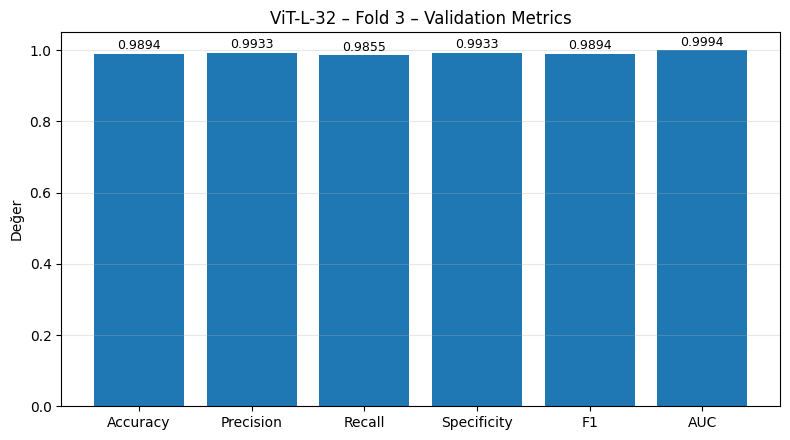 ViT-L-32 – Fold 3 – Validation Metrics
Değer
1.0
0.8
0.6
0.4
0.2
0.0
0.9894
0.9933
0.9855
0.9933
0.9894
0.9994
Accuracy
Precision
Recall
Specificity
F1
AUC